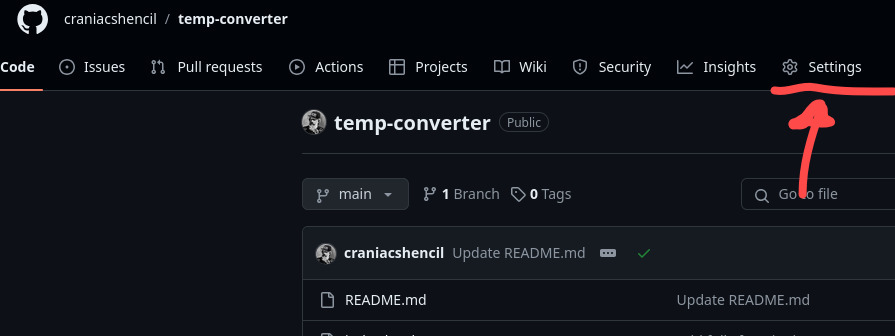 craniacshencil / temp-converter
Code Issues Pull requests Actions Projects Wiki Security Insights Settings
temp-converter Public
main 1 Branch 0 Tags Go to file
craniacshencil Update README.md
README.md Update README.md